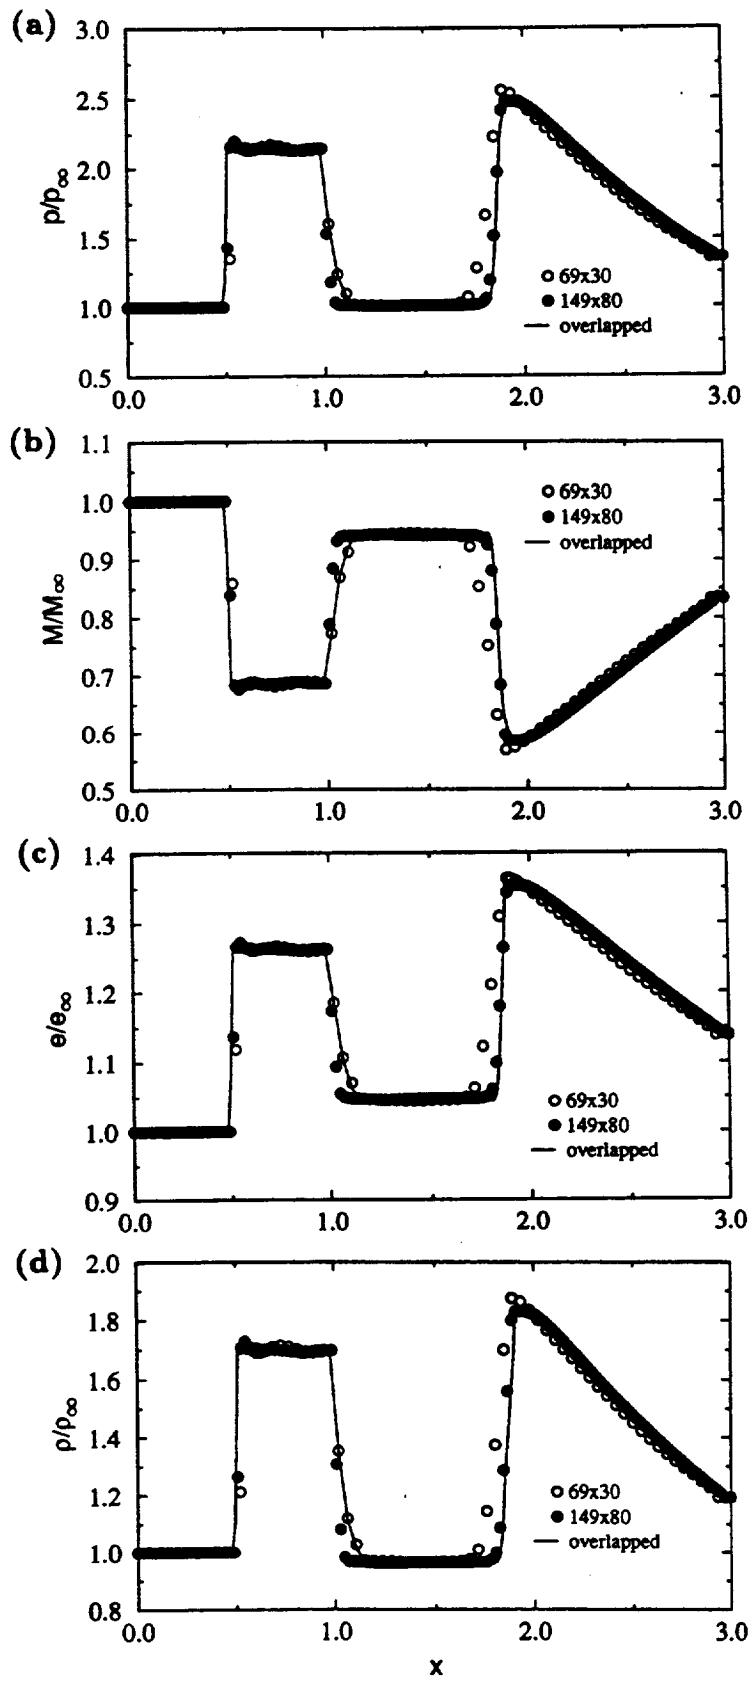 (a)
3.0
2.5
2.0
1.5
1.0
0.5
p/p∞
69x30
149x80
overlapped
0.0 1.0 2.0 3.0
(b)
1.1
1.0
0.9
0.8
0.7
0.6
0.5
M/M∞
69x30
149x80
overlapped
0.0 1.0 2.0 3.0
(c)
1.4
1.3
1.2
1.1
1.0
0.9
e/e∞
69x30
149x80
overlapped
0.0 1.0 2.0 3.0
(d)
2.0
1.8
1.6
1.4
1.2
1.0
0.8
ρ/ρ∞
69x30
149x80
overlapped
0.0 1.0 2.0 3.0
x